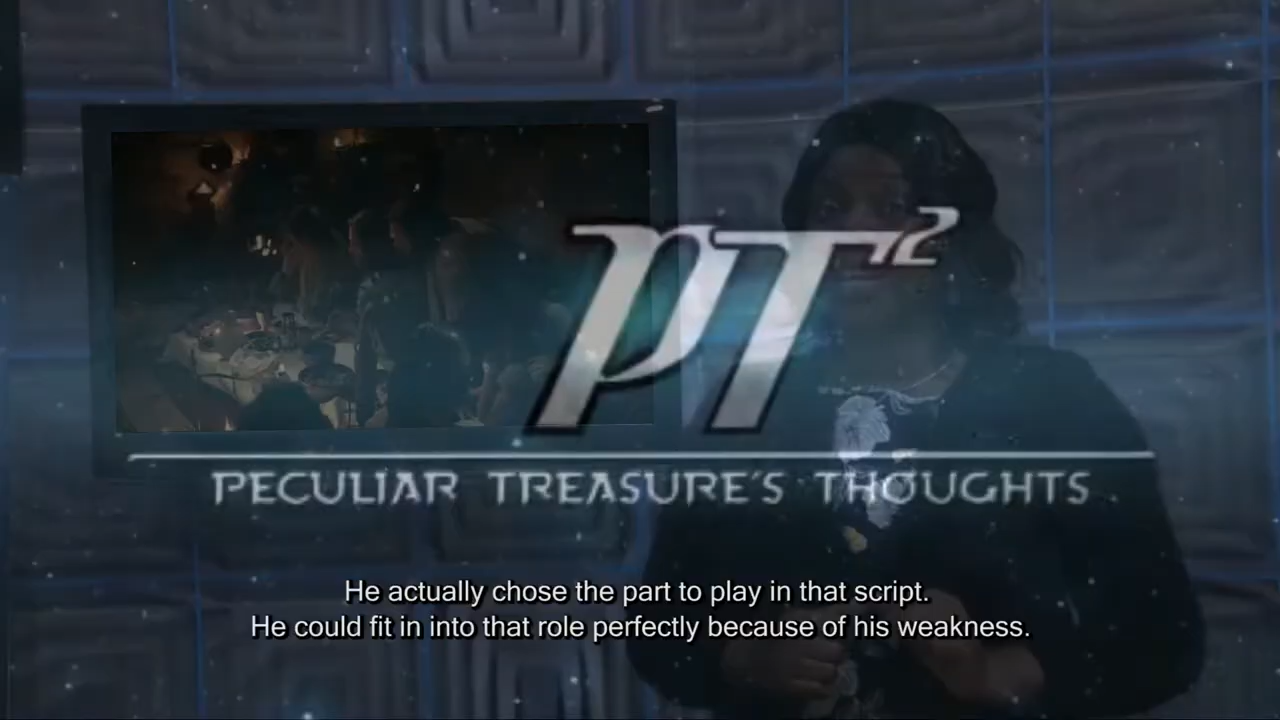 PT²
PECULIAR TREASURE'S THOUGHTS
He actually chose the part to play in that script.
He could fit in into that role perfectly because of his weakness.